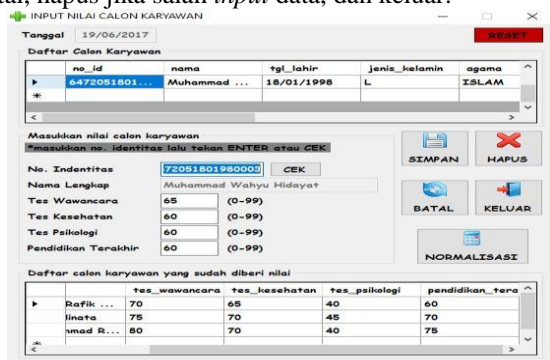 tal, hapus jika salah input data, dan keluar.
INPUT NILAI CALON KARYAWAN
Tanggal 19/06/2017 RESET
Daftar Calon Karyawan
no_id nama tgl_lahir jenis_kelamin agama
6472051801... Muhammad ... 18/01/1998 L ISLAM
Masukkan nilai calon karyawan
*masukkan no. identitas lalu tekan ENTER atau CEK
No. Indentitas 72051801980003 CEK
Nama Lengkap Muhammad Wahyu Hidayat
Tes Wawancara 65 (0-99)
Tes Kesehatan 60 (0-99)
Tes Psikologi 60 (0-99)
Pendidikan Terakhir 60 (0-99)
SIMPAN HAPUS
BATAL KELUAR
NORMALISASI
Daftar calon karyawan yang sudah diberi nilai
tes_wawancara tes_kesehatan tes_psikologi pendidikan_tera
Rafik ... 70 65 40 60
linata 75 70 45 70
nmad R... 80 70 40 75